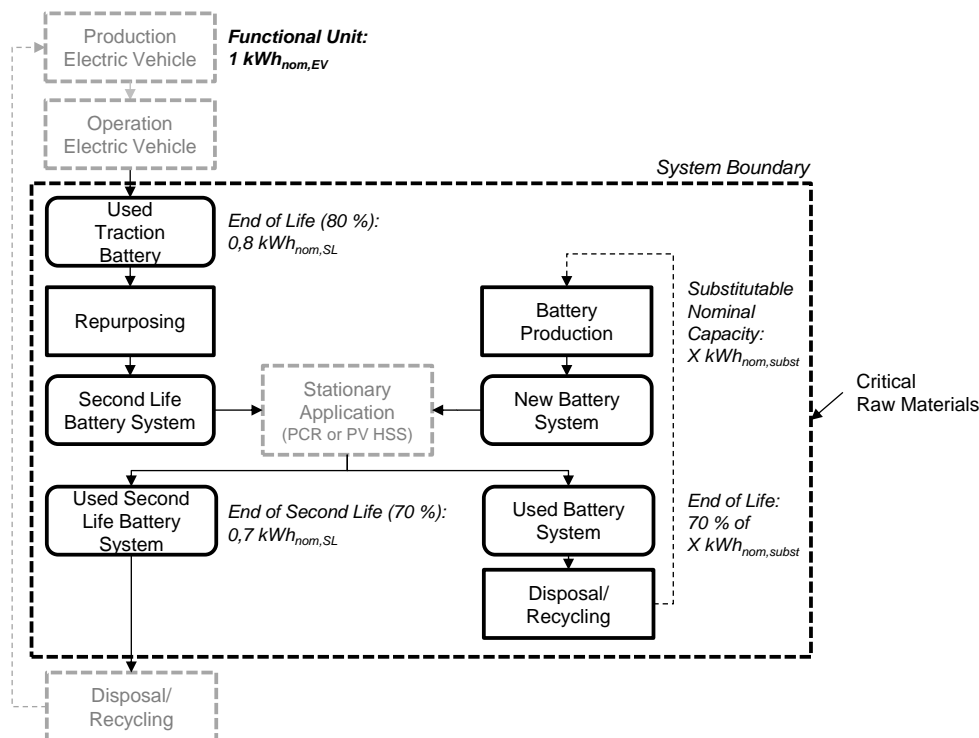 Production
Electric Vehicle
Functional Unit:
1 kWhnom,EV
Operation
Electric Vehicle
System Boundary
Used
Traction
Battery
End of Life (80 %):
0,8 kWhnom,SL
Repurposing
Battery
Production
Substitutable
Nominal
Capacity:
X kWhnom,subst
Second Life
Battery System
Stationary
Application
(PCR or PV HSS)
New Battery
System
Critical
Raw Materials
Used Second
Life Battery
System
End of Second Life (70 %):
0,7 kWhnom,SL
Used Battery
System
End of Life:
70 % of
X kWhnom,subst
Disposal/
Recycling
Disposal/
Recycling